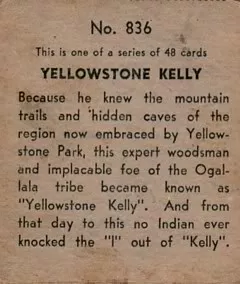 No. 836
This is one of a series of 48 cards
YELLOWSTONE KELLY
Because he knew the mountain
trails and hidden caves of the
region now embraced by Yellow-
stone Park, this expert woodsman
and implacable foe of the Ogal-
lala tribe became known as
"Yellowstone Kelly". And from
that day to this no Indian ever
knocked the "l" out of "Kelly".